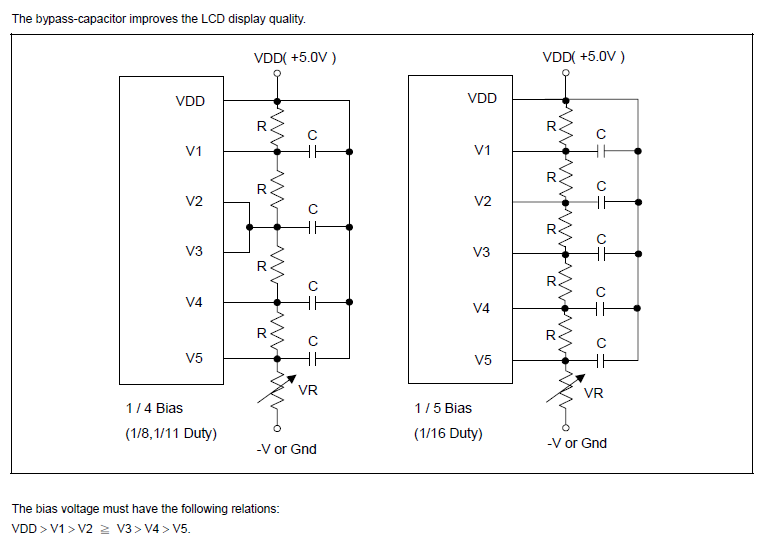 The bypass-capacitor improves the LCD display quality.
VDD( +5.0V )
VDD
V1
V2
V3
V4
V5
R
R
R
R
C
C
C
C
VR
-V or Gnd
1 / 4 Bias
(1/8,1/11 Duty)
VDD( +5.0V )
VDD
V1
V2
V3
V4
V5
R
R
R
R
R
C
C
C
C
C
VR
-V or Gnd
1 / 5 Bias
(1/16 Duty)
The bias voltage must have the following relations:
VDD > V1 > V2 ≧ V3 > V4 > V5.